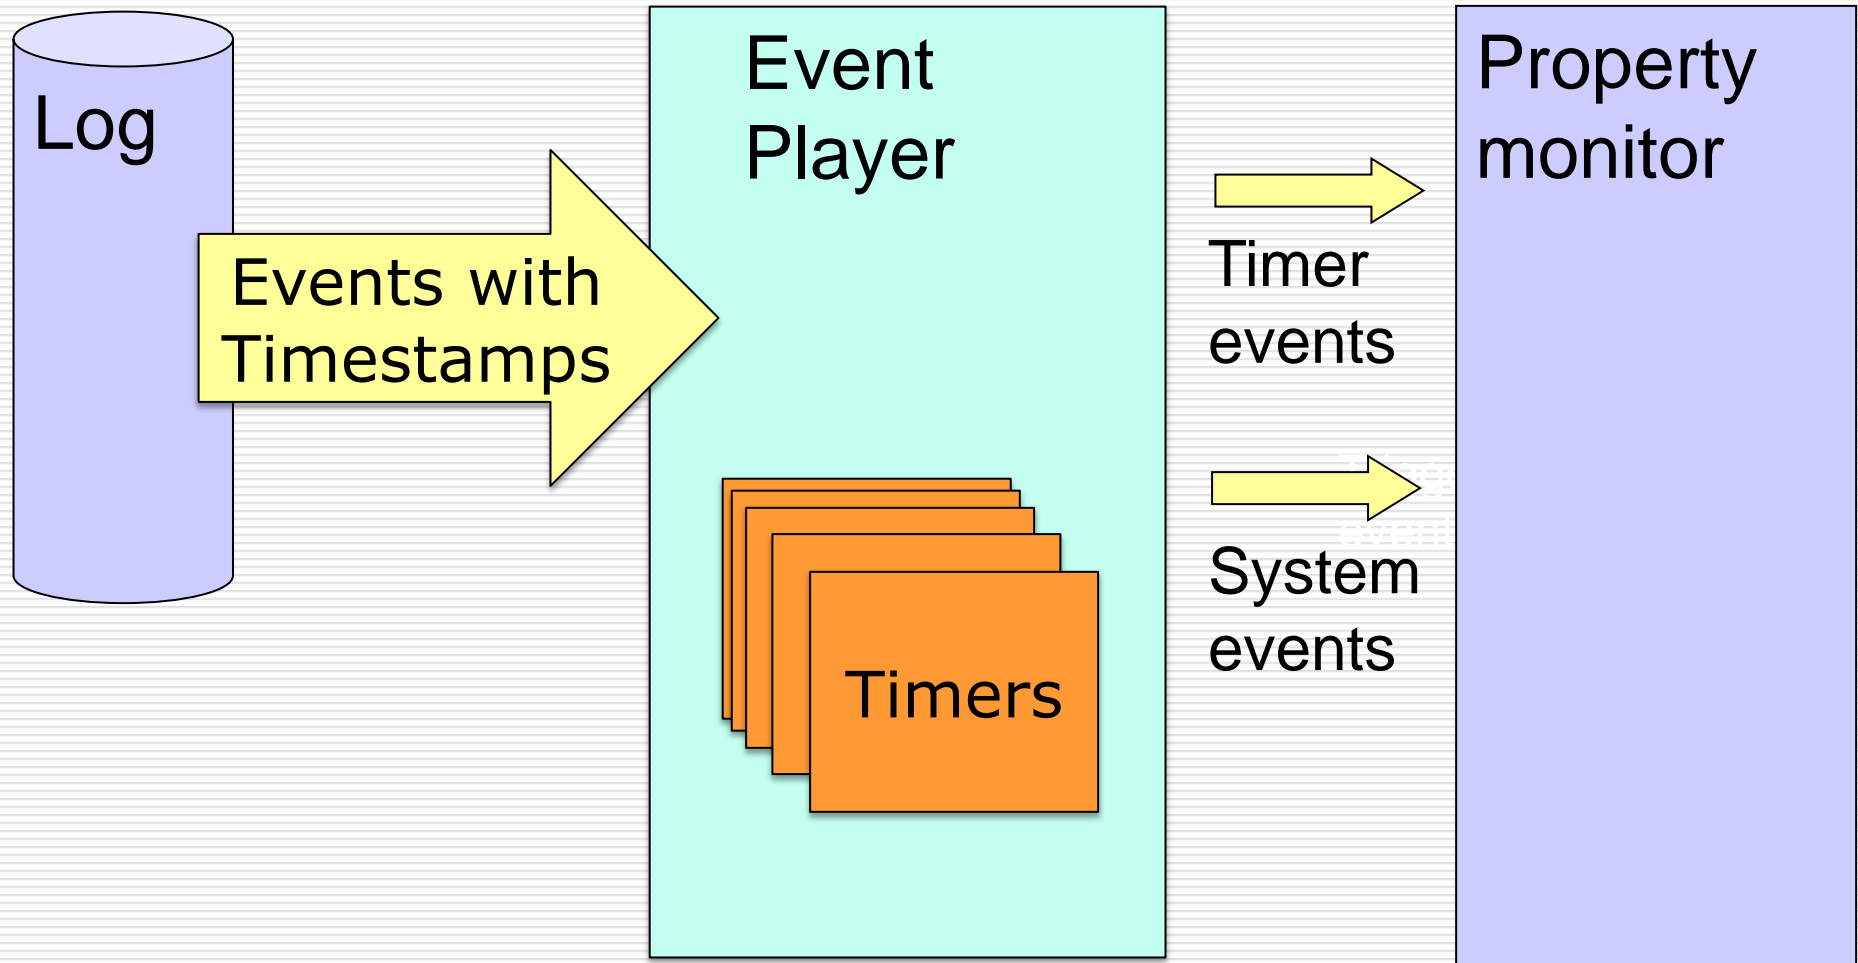 Log
Events with
Timestamps
Event
Player
Timers
Timer
events
System
events
Property
monitor